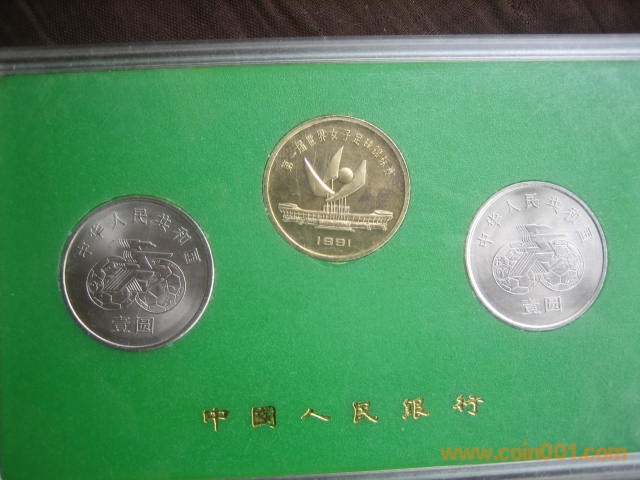 第一届世界女子足球锦标赛
1991
中华人民共和国
壹圆
中华人民共和国
壹圆
中國人民銀行
www.coin001.com